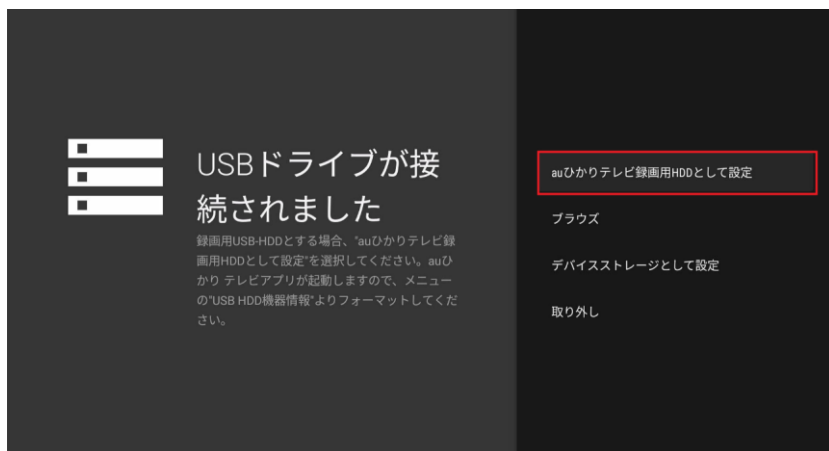 USBドライブが接
続されました
録画用USB-HDDとする場合、"auひかりテレビ録
画用HDDとして設定"を選択してください。auひ
かり テレビアプリが起動しますので、メニュー
の"USB HDD機器情報"よりフォーマットしてくだ
さい。
auひかりテレビ録画用HDDとして設定
ブラウズ
デバイスストレージとして設定
取り外し